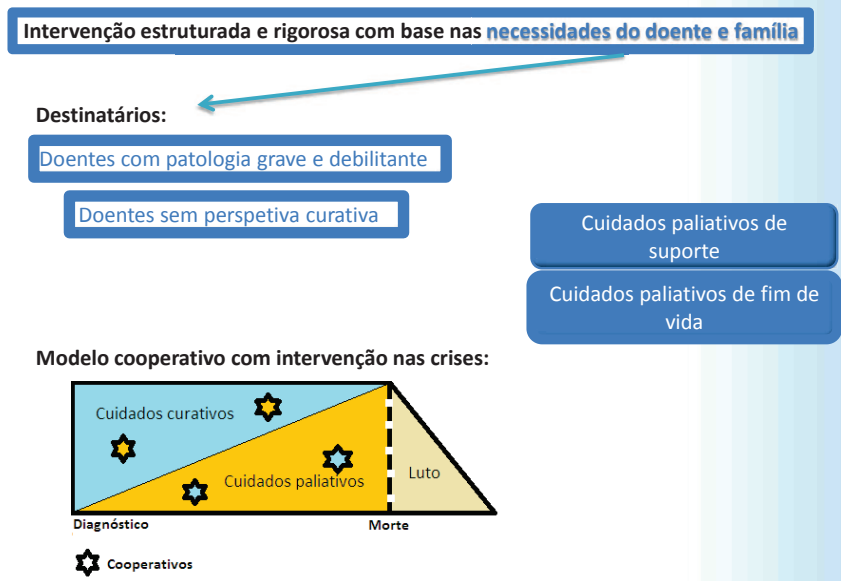 Intervenção estruturada e rigorosa com base nas necessidades do doente e família
Destinatários:
Doentes com patologia grave e debilitante
Doentes sem perspetiva curativa
Cuidados paliativos de
suporte
Cuidados paliativos de fim de
vida
Modelo cooperativo com intervenção nas crises:
Cuidados curativos
Cuidados paliativos
Luto
Diagnóstico
Morte
Cooperativos